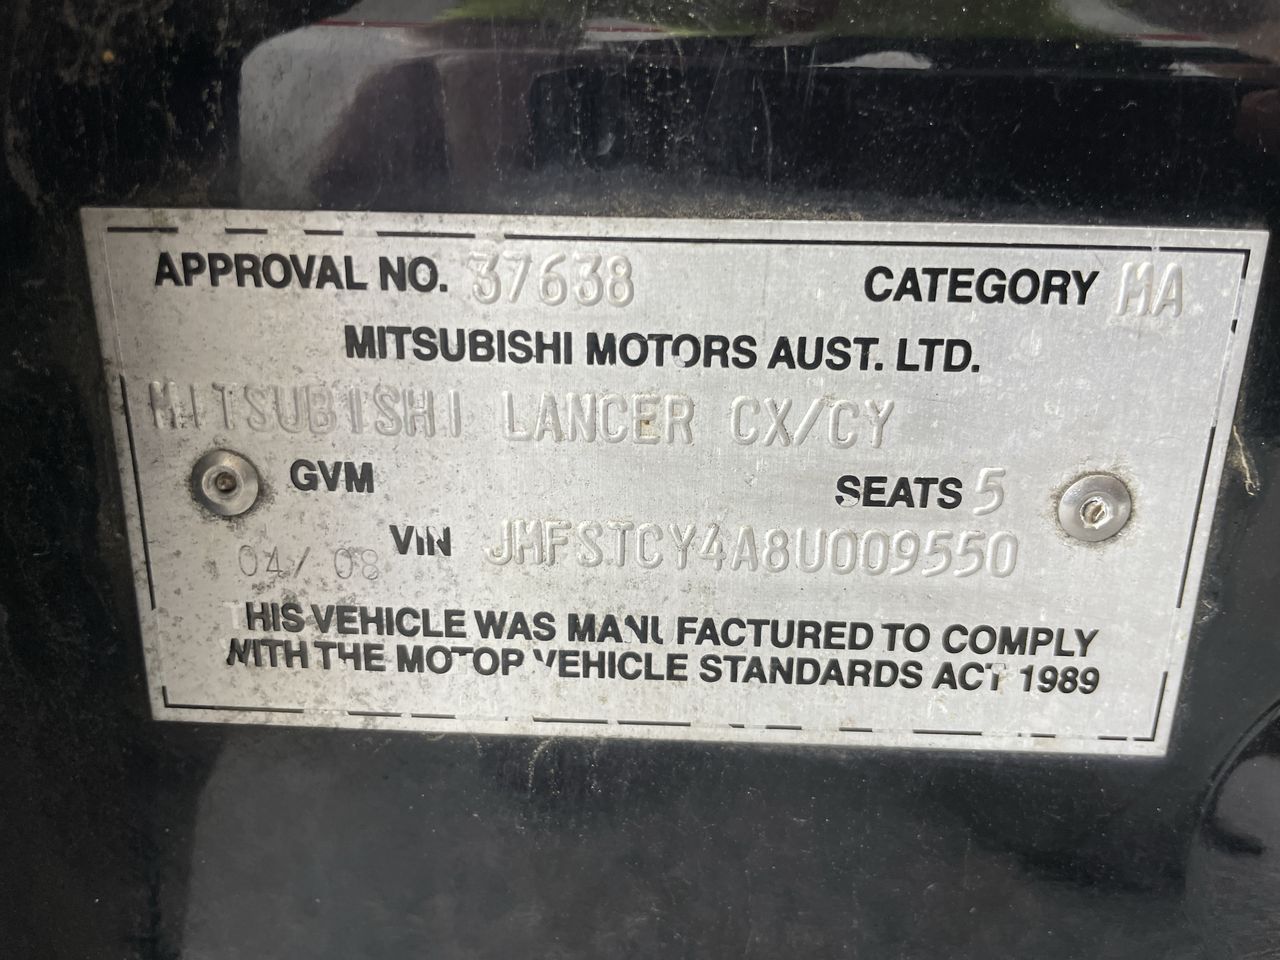 APPROVAL NO. 37638 CATEGORY MA
MITSUBISHI MOTORS AUST. LTD.
MITSUBISHI LANCER CX/CY
GVM SEATS 5
04/08 VIN JMFSTCY4A8U009550
THIS VEHICLE WAS MANUFACTURED TO COMPLY
WITH THE MOTOR VEHICLE STANDARDS ACT 1989